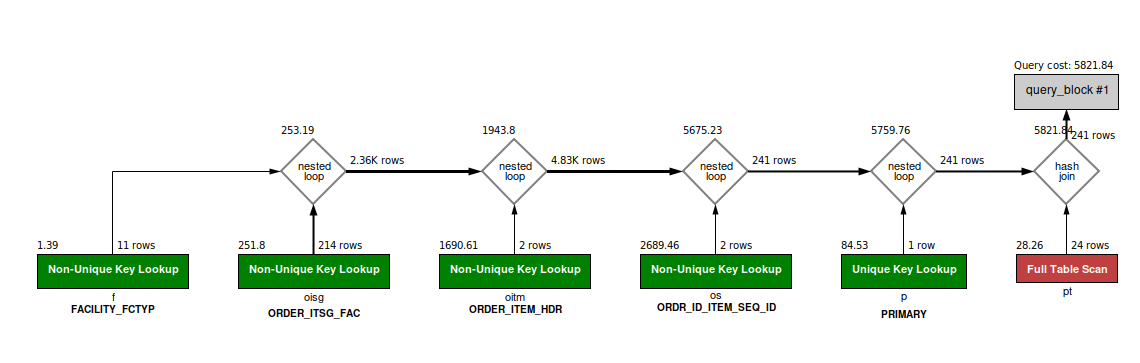 Query cost: 5821.84
query_block #1
253.19
1943.8
5675.23
5759.76
5821.84
241 rows
nested
loop
2.36K rows
nested
loop
4.83K rows
nested
loop
241 rows
nested
loop
241 rows
hash
join
1.39
11 rows
251.8
214 rows
1690.61
2 rows
2689.46
2 rows
84.53
1 row
28.26
24 rows
Non-Unique Key Lookup
Non-Unique Key Lookup
Non-Unique Key Lookup
Non-Unique Key Lookup
Unique Key Lookup
Full Table Scan
f
FACILITY_FCTYP
oisg
ORDER_ITSG_FAC
oitm
ORDER_ITEM_HDR
os
ORDR_ID_ITEM_SEQ_ID
p
PRIMARY
pt